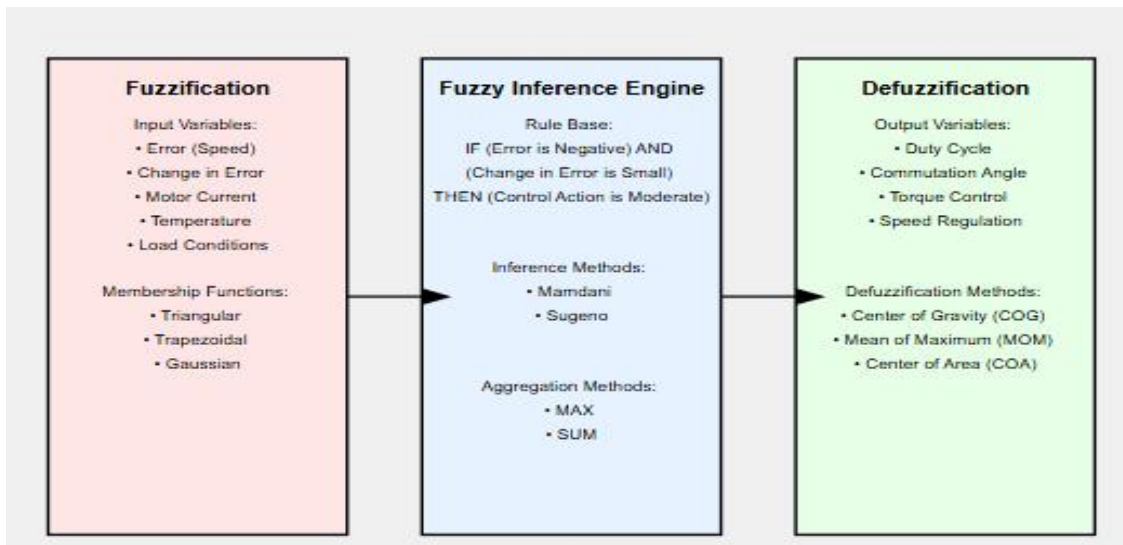 Fuzzification
Input Variables:
• Error (Speed)
• Change in Error
• Motor Current
• Temperature
• Load Conditions
Membership Functions:
• Triangular
• Trapezoidal
• Gaussian
Fuzzy Inference Engine
Rule Base:
IF (Error is Negative) AND
(Change in Error is Small)
THEN (Control Action is Moderate)
Inference Methods:
• Mamdani
• Sugeno
Aggregation Methods:
• MAX
• SUM
Defuzzification
Output Variables:
• Duty Cycle
• Commutation Angle
• Torque Control
• Speed Regulation
Defuzzification Methods:
• Center of Gravity (COG)
• Mean of Maximum (MOM)
• Center of Area (COA)